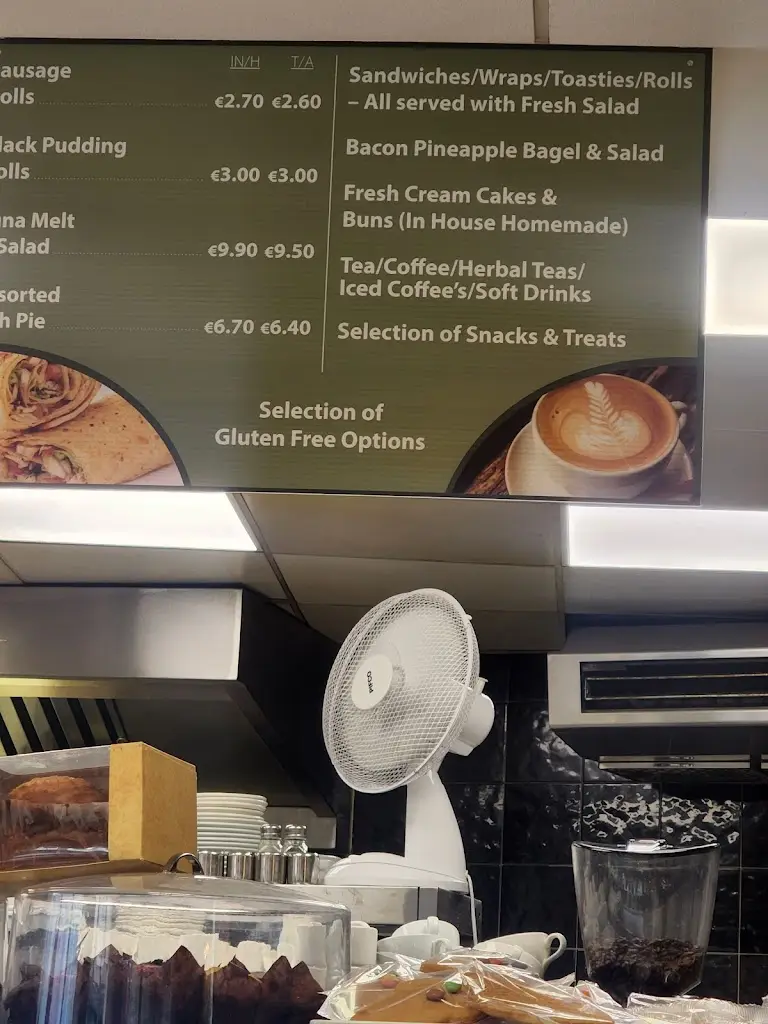 IN/H T/A
ausage
olls €2.70 €2.60
lack Pudding
olls €3.00 €3.00
una Melt
Salad €9.90 €9.50
sorted
h Pie €6.70 €6.40
Sandwiches/Wraps/Toasties/Rolls
– All served with Fresh Salad
Bacon Pineapple Bagel & Salad
Fresh Cream Cakes &
Buns (In House Homemade)
Tea/Coffee/Herbal Teas/
Iced Coffee's/Soft Drinks
Selection of Snacks & Treats
Selection of
Gluten Free Options